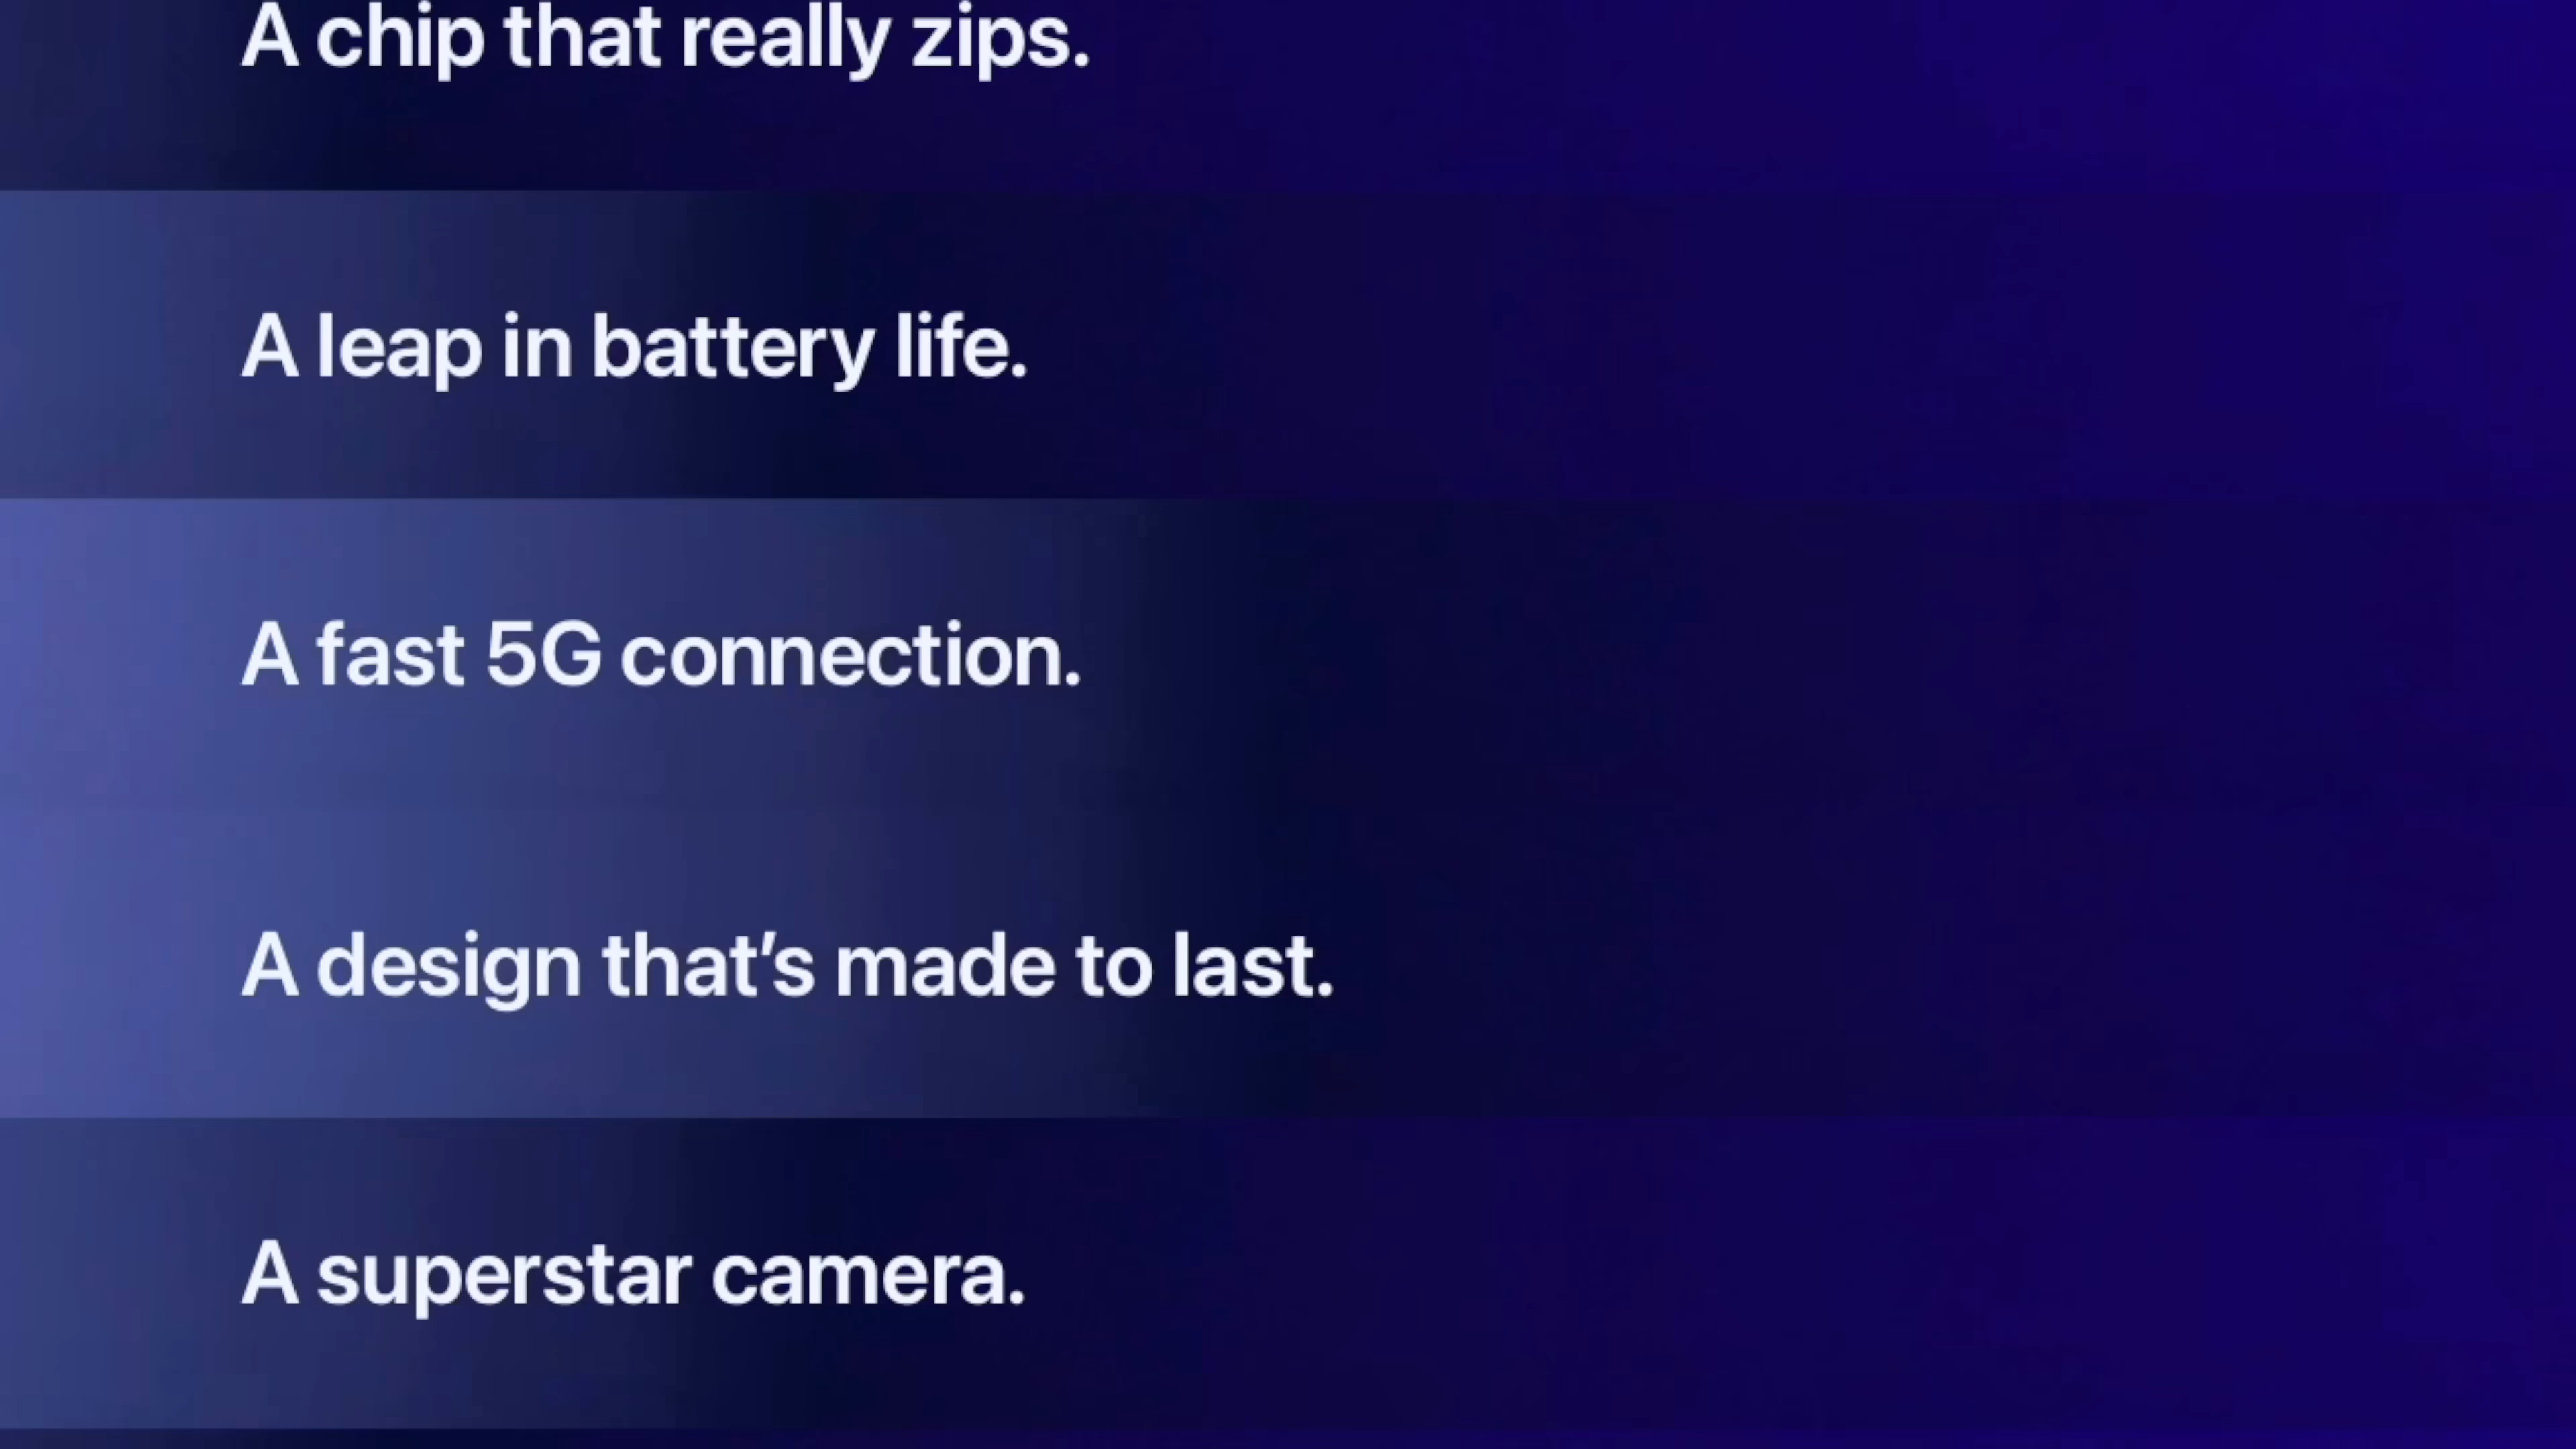 A chip that really zips.
A leap in battery life.
A fast 5G connection.
A design that’s made to last.
A superstar camera.